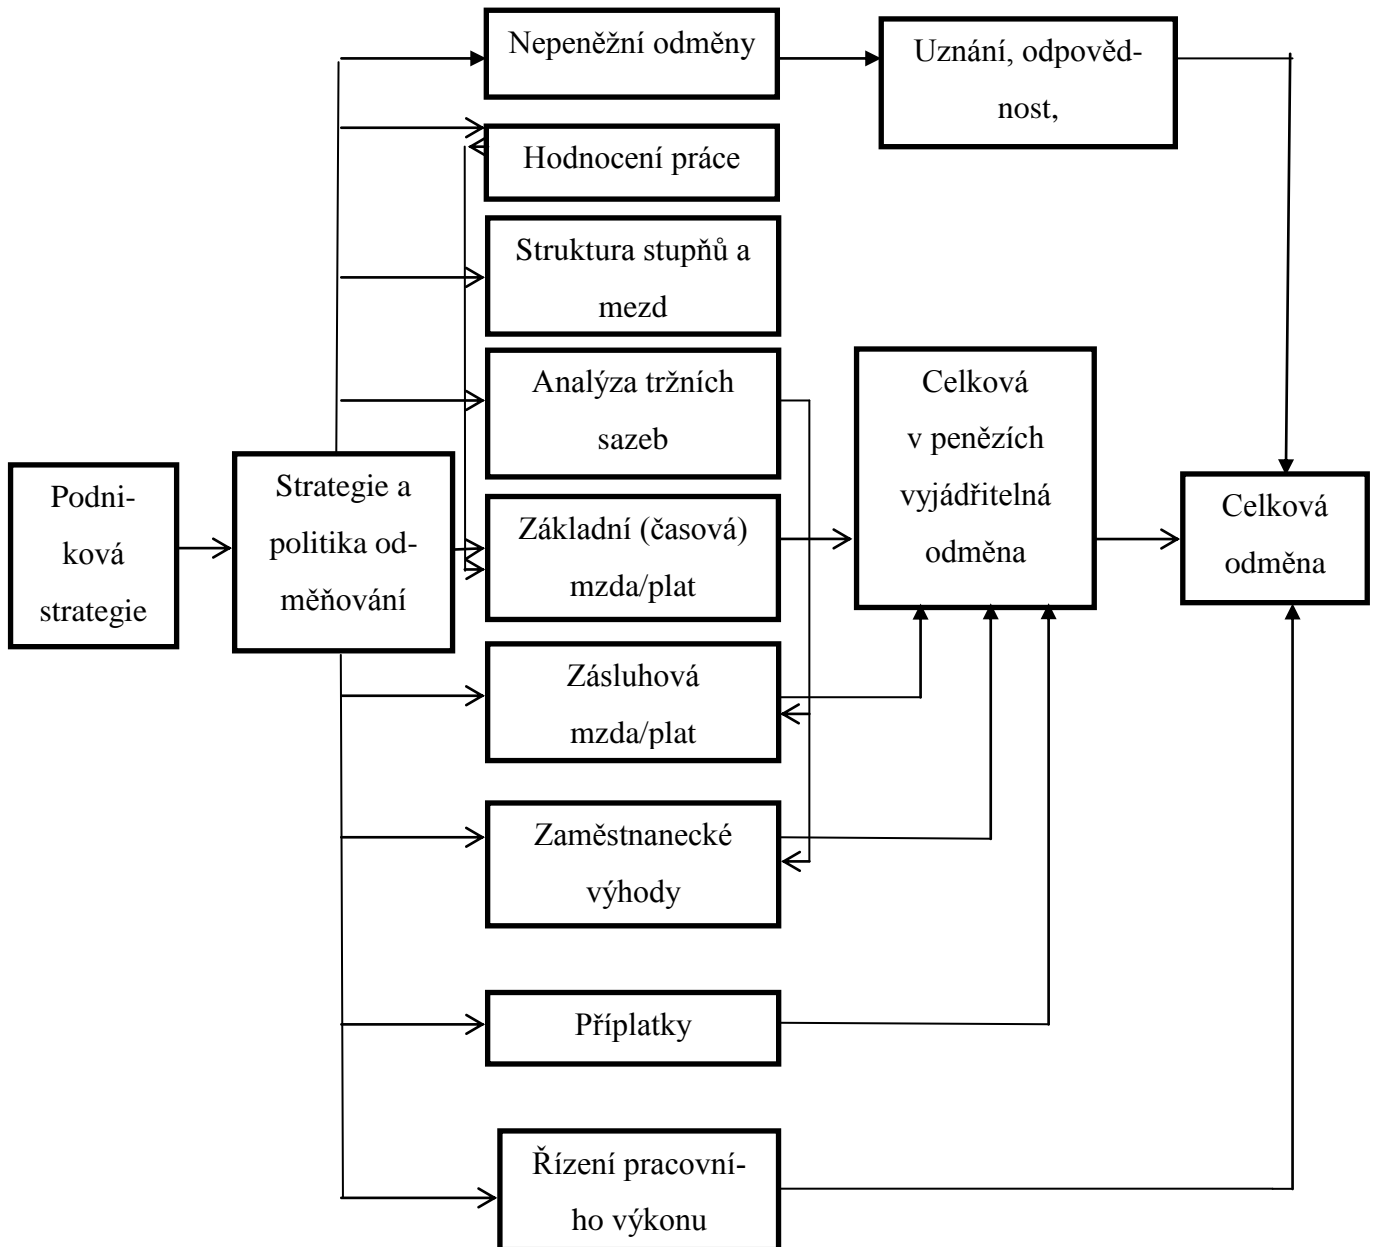 Nepeněžní odměny
Uznání, odpověd-
nost,
Hodnocení práce
Struktura stupňů a
mezd
Analýza tržních
sazeb
Celková
v penězích
vyjádřitelná
odměna
Podni-
ková
strategie
Strategie a
politika od-
měňování
Základní (časová)
mzda/plat
Celková
odměna
Zásluhová
mzda/plat
Zaměstnanecké
výhody
Příplatky
Řízení pracovní-
ho výkonu